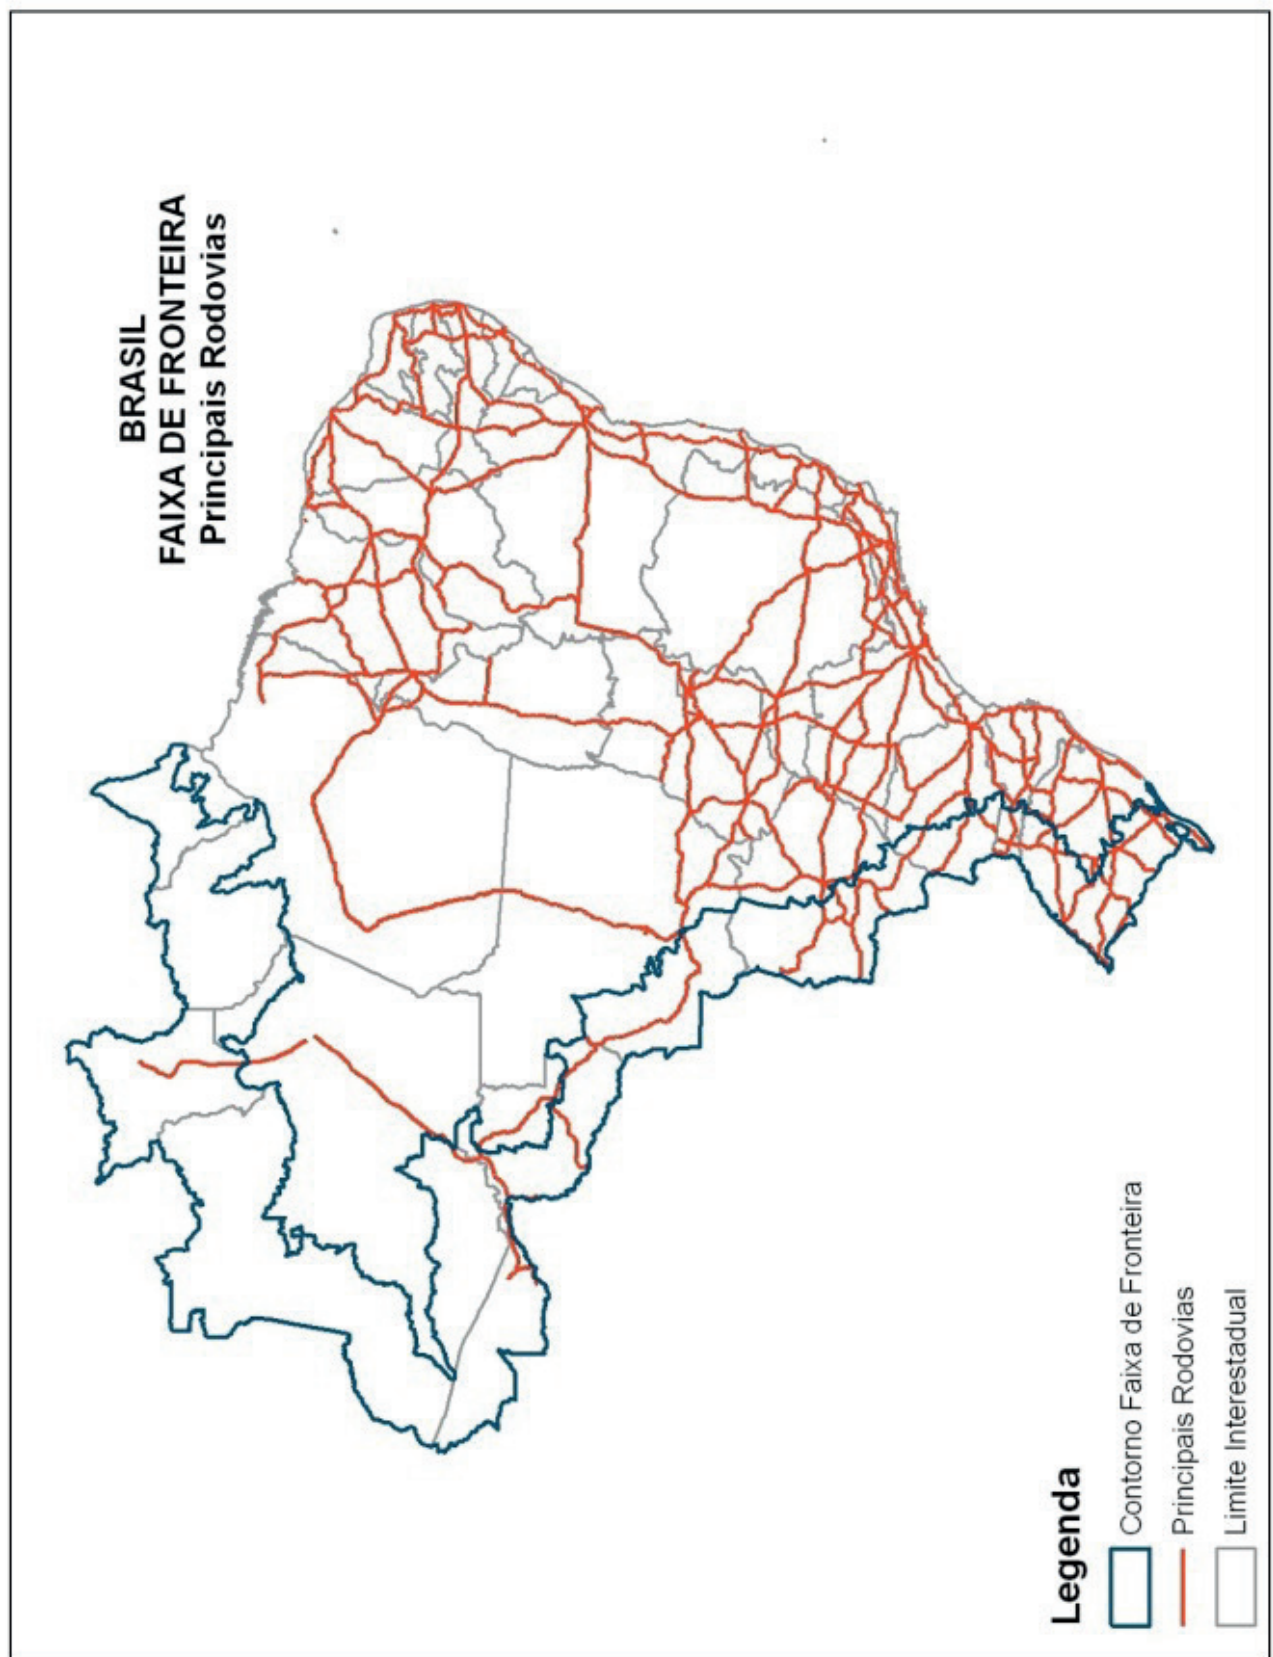 BRASIL
FAIXA DE FRONTEIRA
Principais Rodovias
Legenda
Contorno Faixa de Fronteira
Principais Rodovias
Limite Interestadual